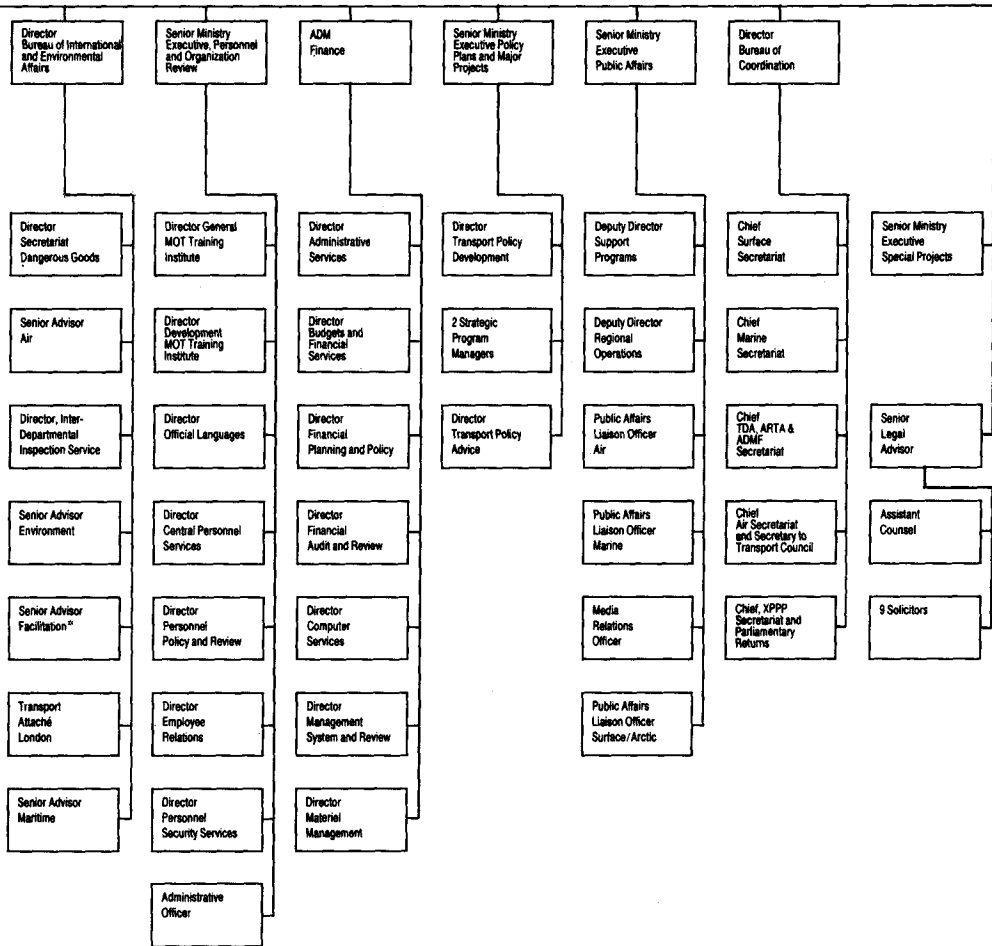 Director
Bureau of International
and Environmental
Affairs
Senior Ministry
Executive, Personnel
and Organization
Review
ADM
Finance
Senior Ministry
Executive Policy
Plans and Major
Projects
Senior Ministry
Executive
Public Affairs
Director
Bureau of
Coordination
Director
Secretariat
Dangerous Goods
Director General
MOT Training
Institute
Director
Administrative
Services
Director
Transport Policy
Development
Deputy Director
Support
Programs
Chief
Surface
Secretariat
Senior Ministry
Executive
Special Projects
Senior Advisor
Air
Director
Development
MOT Training
Institute
Director
Budgets and
Financial
Services
2 Strategic
Program
Managers
Deputy Director
Regional
Operations
Chief
Marine
Secretariat
Director, Inter-
Departmental
Inspection Service
Director
Official Languages
Director
Financial
Planning and Policy
Director
Transport Policy
Advice
Public Affairs
Liaison Officer
Air
Chief
TDA, ARTA &
ADMF
Secretariat
Senior
Legal
Advisor
Senior Advisor
Environment
Director
Central Personnel
Services
Director
Financial
Audit and Review
Public Affairs
Liaison Officer
Marine
Chief
Air Secretariat
and Secretary to
Transport Council
Assistant
Counsel
Senior Advisor
Facilitation*
Director
Personnel
Policy and Review
Director
Computer
Services
Media
Relations
Officer
Chief, XPPP
Secretariat and
Parliamentary
Returns
9 Solicitors
Transport
Attaché
London
Director
Employee
Relations
Director
Management
System and Review
Public Affairs
Liaison Officer
Surface/Arctic
Senior Advisor
Maritime
Director
Personnel
Security Services
Director
Materiel
Management
Administrative
Officer